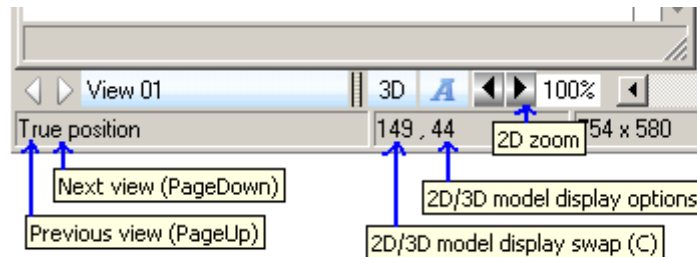 View 01 3D A 100%
True position 149 , 44 754 x 580
2D zoom
Next view (PageDown)
2D/3D model display options
Previous view (PageUp)
2D/3D model display swap (C)